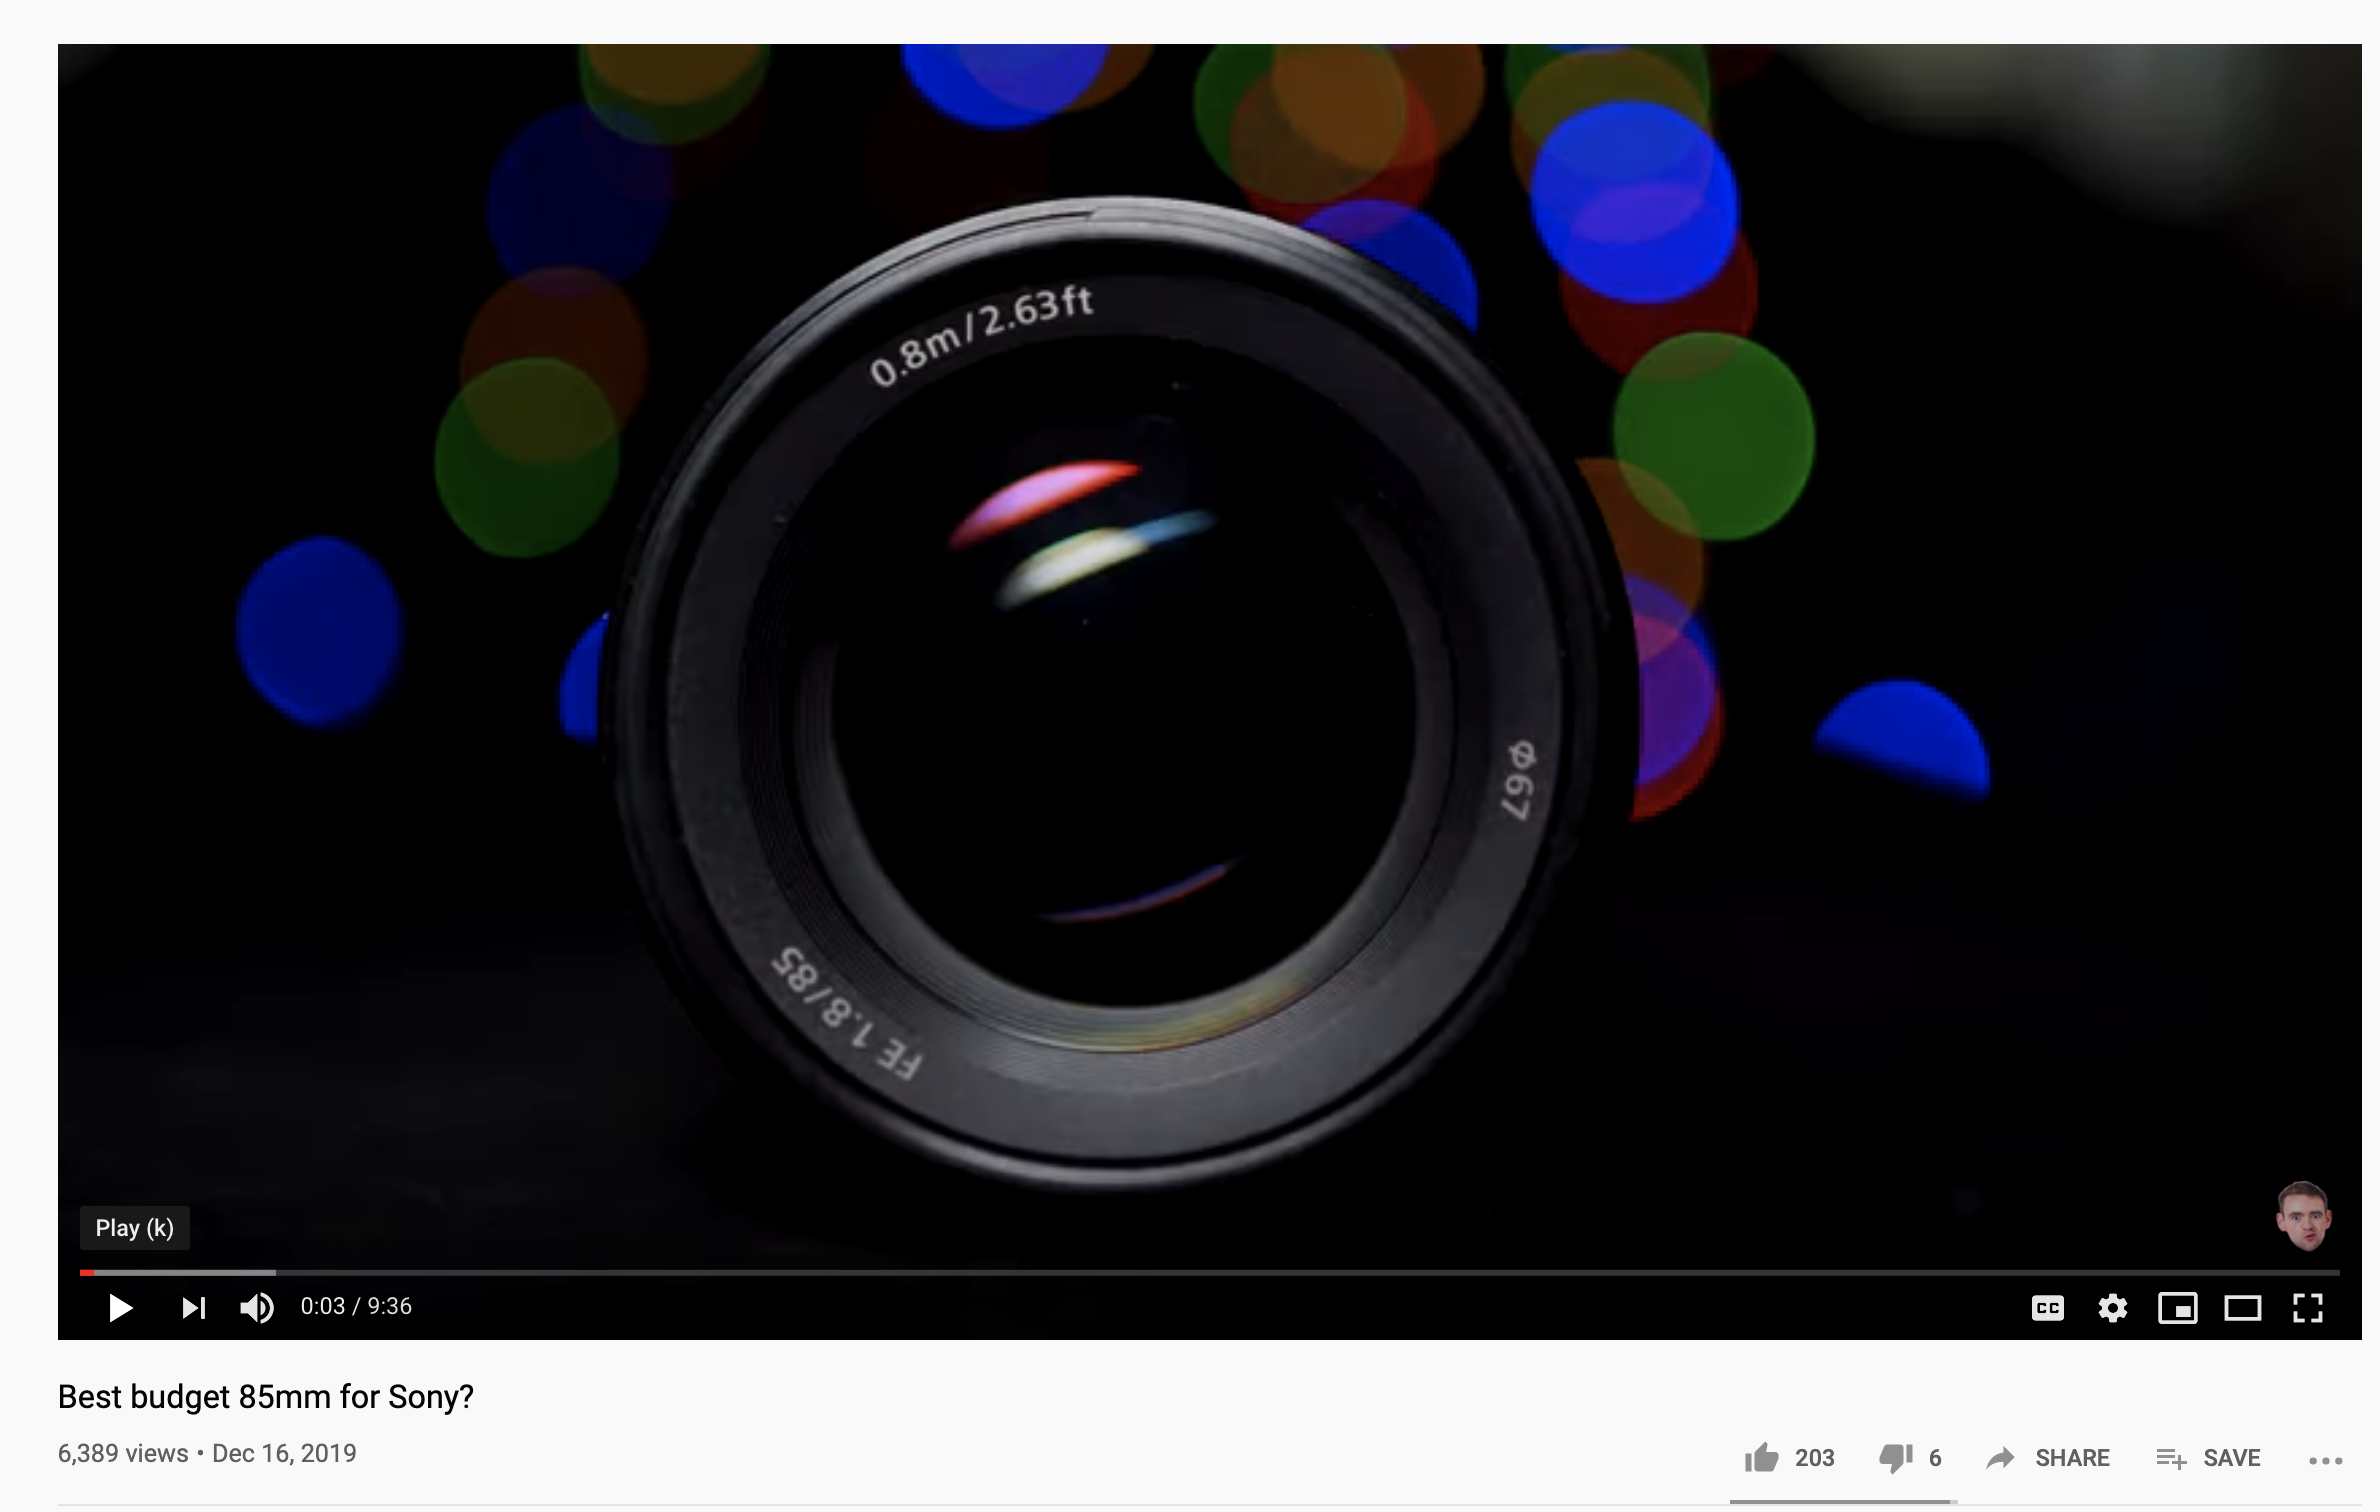 0.8m/2.63ft
Φ67
FE 1.8/85
Play (k)
0:03 / 9:36
CC
Best budget 85mm for Sony?
6,389 views • Dec 16, 2019
203 6 SHARE SAVE